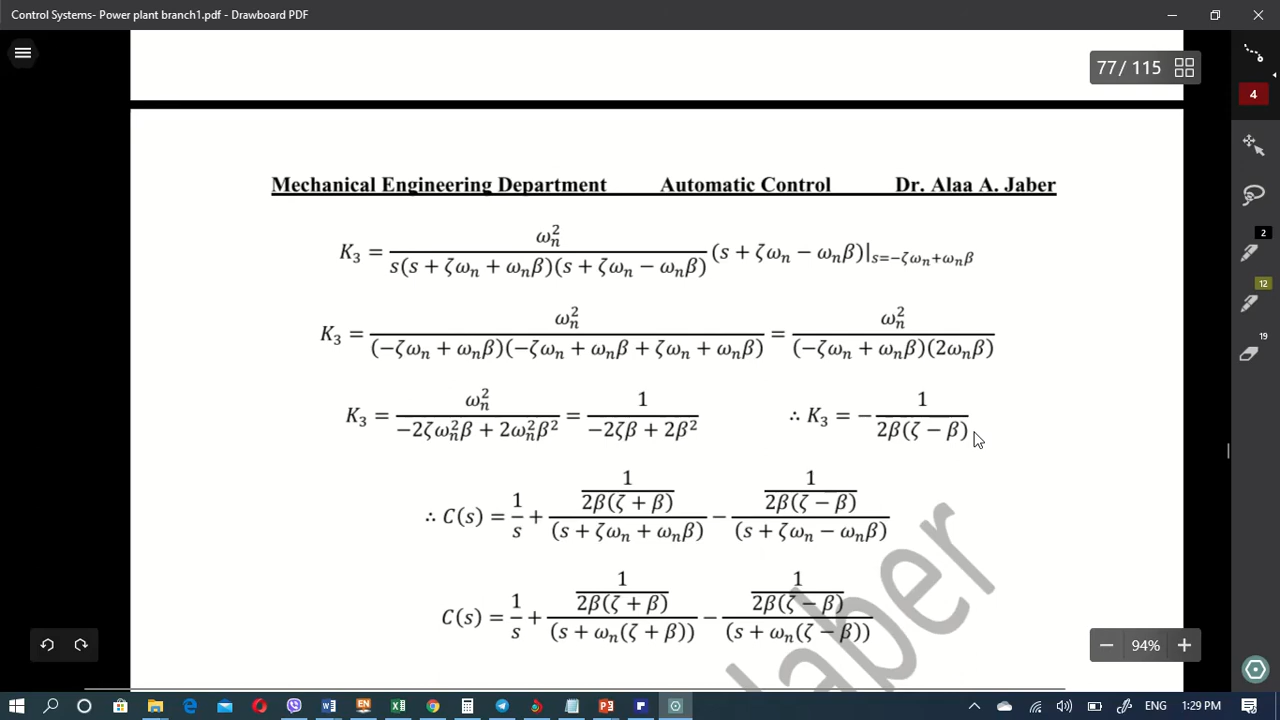 Control Systems- Power plant branch1.pdf - Drawboard PDF
77 / 115
4
Mechanical Engineering Department Automatic Control Dr. Alaa A. Jaber
K₃ = ωₙ² / (s(s + ζωₙ + ωₙβ)(s + ζωₙ − ωₙβ)) (s + ζωₙ − ωₙβ)|ₛ₌₋ζωₙ₊ωₙβ
2
12
K₃ = ωₙ² / ((−ζωₙ + ωₙβ)(−ζωₙ + ωₙβ + ζωₙ + ωₙβ)) = ωₙ² / ((−ζωₙ + ωₙβ)(2ωₙβ))
19
K₃ = ωₙ² / (−2ζωₙ²β + 2ωₙ²β²) = 1 / (−2ζβ + 2β²) ∴ K₃ = − 1 / (2β(ζ − β))
∴ C(s) = 1/s + (1 / (2β(ζ + β))) / (s + ζωₙ + ωₙβ) − (1 / (2β(ζ − β))) / (s + ζωₙ − ωₙβ)
C(s) = 1/s + (1 / (2β(ζ + β))) / (s + ωₙ(ζ + β)) − (1 / (2β(ζ − β))) / (s + ωₙ(ζ − β))
Jaber
94%
ENG 1:29 PM